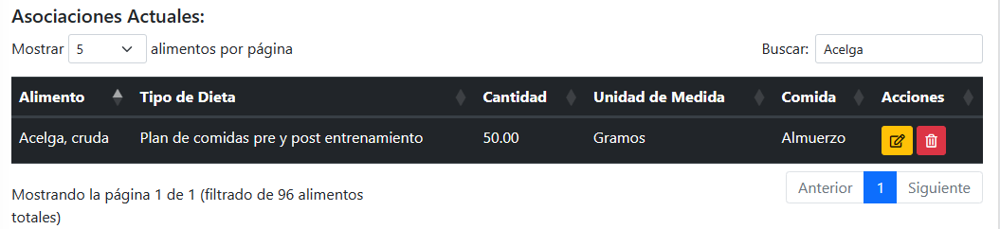 Asociaciones Actuales:
Mostrar 5 alimentos por página Buscar: Acelga
Alimento Tipo de Dieta Cantidad Unidad de Medida Comida Acciones
Acelga, cruda Plan de comidas pre y post entrenamiento 50.00 Gramos Almuerzo
Anterior 1 Siguiente
Mostrando la página 1 de 1 (filtrado de 96 alimentos
totales)